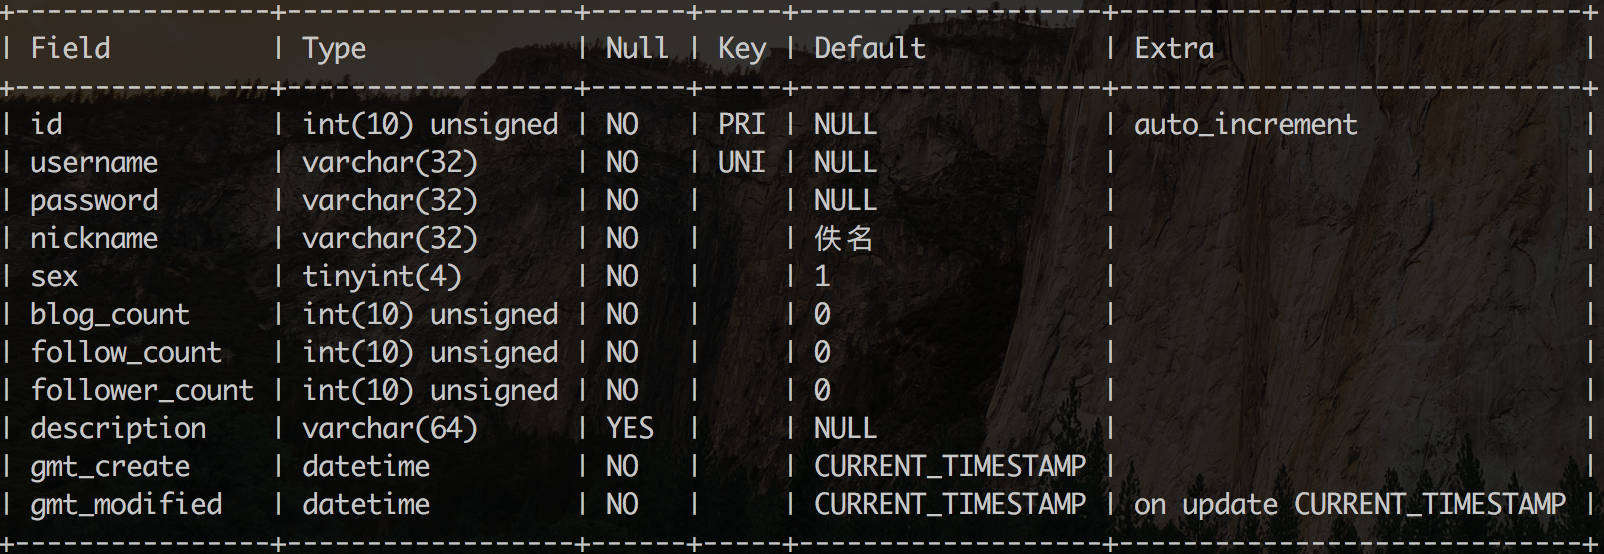 +----------------+------------------+------+-----+-------------------+-----------------------------+
| Field          | Type             | Null | Key | Default           | Extra                       |
+----------------+------------------+------+-----+-------------------+-----------------------------+
| id             | int(10) unsigned | NO   | PRI | NULL              | auto_increment              |
| username       | varchar(32)      | NO   | UNI | NULL              |                             |
| password       | varchar(32)      | NO   |     | NULL              |                             |
| nickname       | varchar(32)      | NO   |     | 佚名              |                             |
| sex            | tinyint(4)       | NO   |     | 1                 |                             |
| blog_count     | int(10) unsigned | NO   |     | 0                 |                             |
| follow_count   | int(10) unsigned | NO   |     | 0                 |                             |
| follower_count | int(10) unsigned | NO   |     | 0                 |                             |
| description    | varchar(64)      | YES  |     | NULL              |                             |
| gmt_create     | datetime         | NO   |     | CURRENT_TIMESTAMP |                             |
| gmt_modified   | datetime         | NO   |     | CURRENT_TIMESTAMP | on update CURRENT_TIMESTAMP |
+----------------+------------------+------+-----+-------------------+-----------------------------+